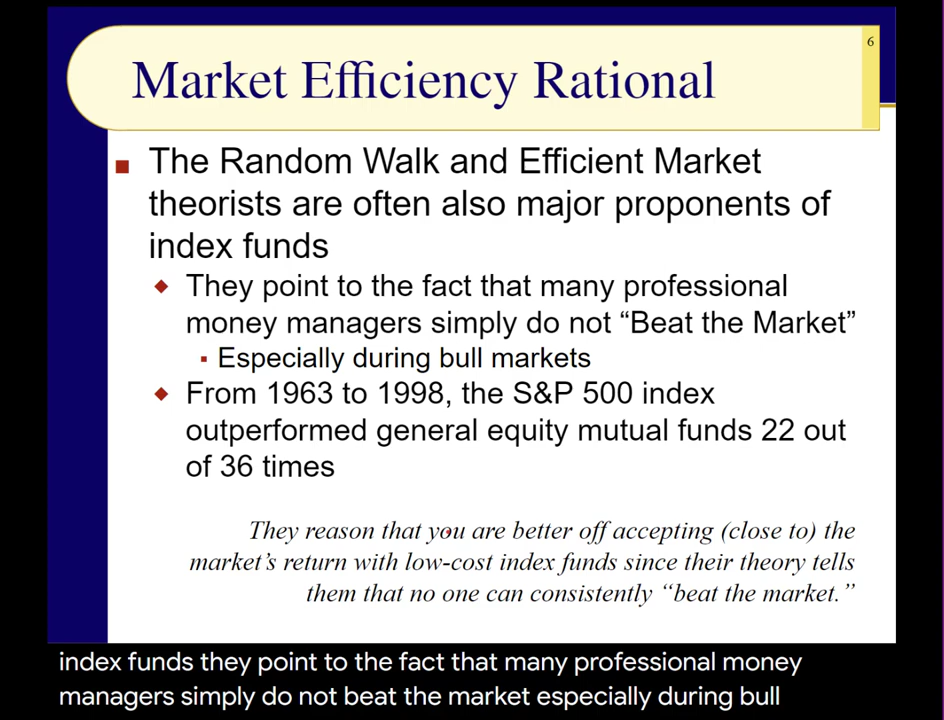 6
Market Efficiency Rational
The Random Walk and Efficient Market
theorists are often also major proponents of
index funds
They point to the fact that many professional
money managers simply do not “Beat the Market”
Especially during bull markets
From 1963 to 1998, the S&P 500 index
outperformed general equity mutual funds 22 out
of 36 times
They reason that you are better off accepting (close to) the
market’s return with low-cost index funds since their theory tells
them that no one can consistently “beat the market.”
index funds they point to the fact that many professional money
managers simply do not beat the market especially during bull